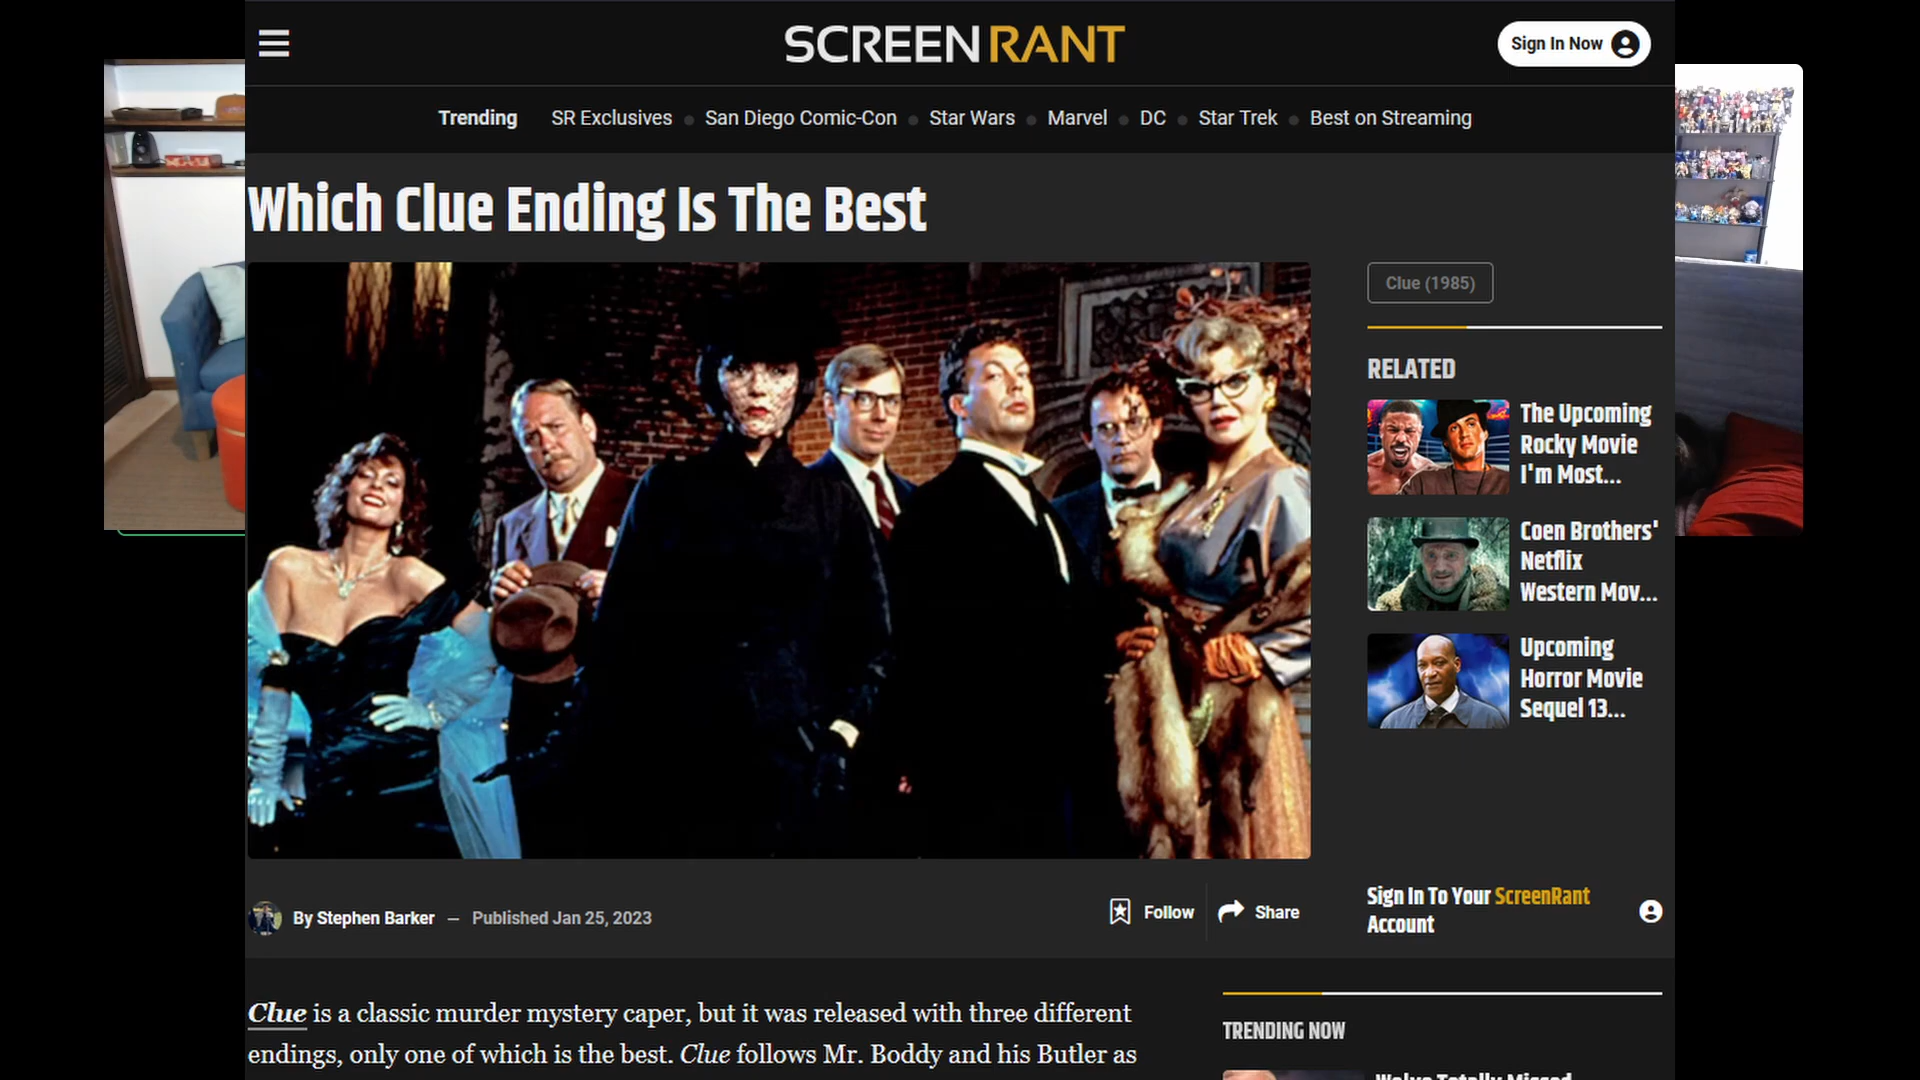 SCREENRANT
Sign In Now
Trending
SR Exclusives
San Diego Comic-Con
Star Wars
Marvel
DC
Star Trek
Best on Streaming
Which Clue Ending Is The Best
Clue (1985)
RELATED
The Upcoming
Rocky Movie
I'm Most...
Coen Brothers'
Netflix
Western Mov...
Upcoming
Horror Movie
Sequel 13...
By Stephen Barker — Published Jan 25, 2023
Follow
Share
Sign In To Your ScreenRant
Account
Clue is a classic murder mystery caper, but it was released with three different
endings, only one of which is the best. Clue follows Mr. Boddy and his Butler as
TRENDING NOW